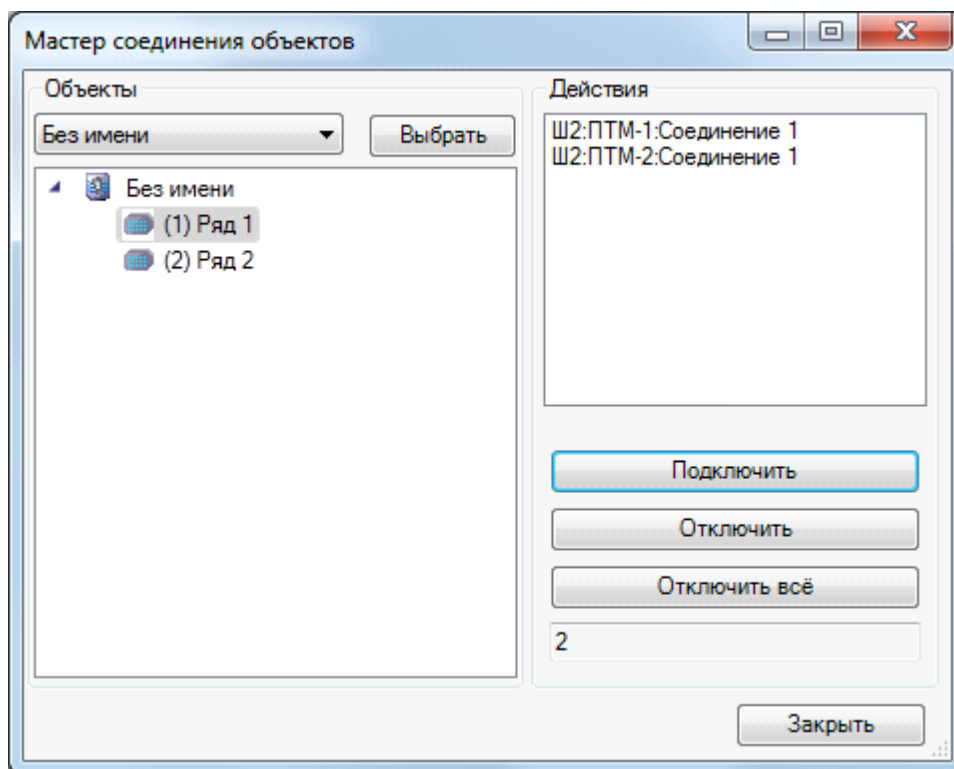 Мастер соединения объектов
Объекты
Без имени
Выбрать
Без имени
(1) Ряд 1
(2) Ряд 2
Действия
Ш2:ПТМ-1:Соединение 1
Ш2:ПТМ-2:Соединение 1
Подключить
Отключить
Отключить всё
2
Закрыть